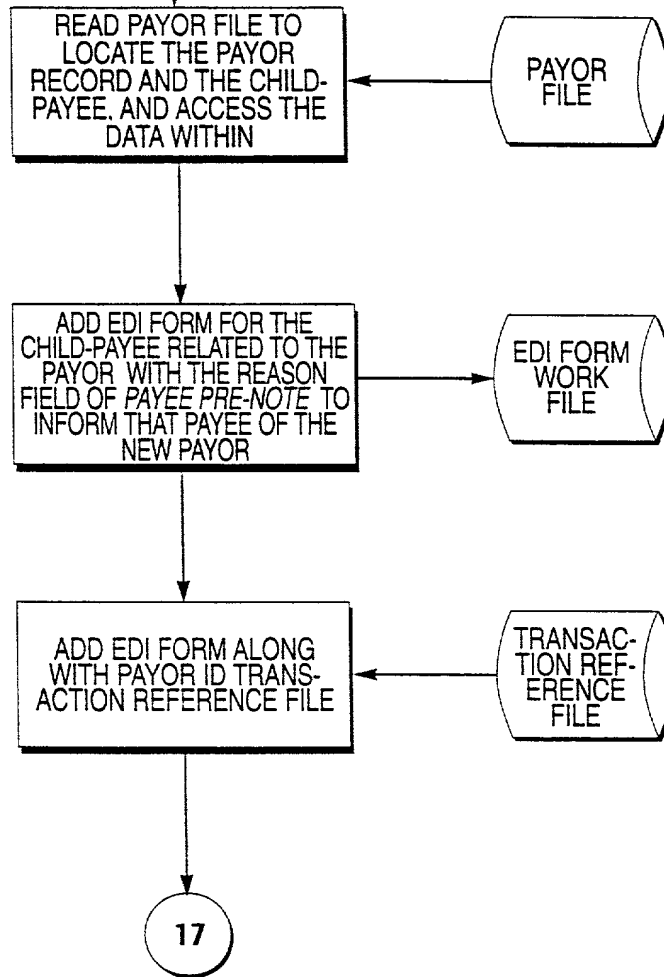 READ PAYOR FILE TO
LOCATE THE PAYOR
RECORD AND THE CHILD-
PAYEE, AND ACCESS THE
DATA WITHIN
PAYOR
FILE
ADD EDI FORM FOR THE
CHILD-PAYEE RELATED TO THE
PAYOR WITH THE REASON
FIELD OF PAYEE PRE-NOTE TO
INFORM THAT PAYEE OF THE
NEW PAYOR
EDI FORM
WORK
FILE
ADD EDI FORM ALONG
WITH PAYOR ID TRANS-
ACTION REFERENCE FILE
TRANSAC-
TION REF-
ERENCE
FILE
17